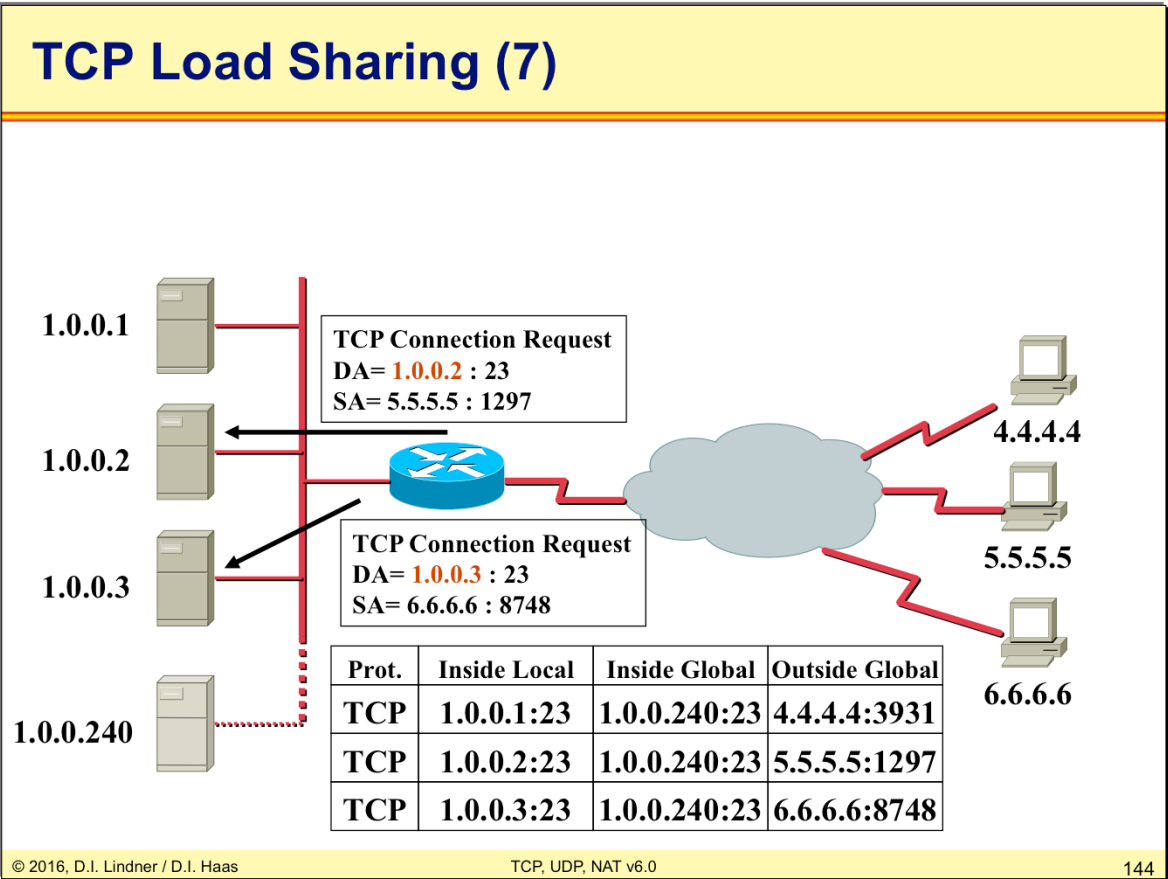 TCP Load Sharing (7)
1.0.0.1
TCP Connection Request
DA= 1.0.0.2 : 23
SA= 5.5.5.5 : 1297
4.4.4.4
1.0.0.2
5.5.5.5
TCP Connection Request
DA= 1.0.0.3 : 23
SA= 6.6.6.6 : 8748
1.0.0.3
6.6.6.6
1.0.0.240
Prot. Inside Local Inside Global Outside Global
TCP 1.0.0.1:23 1.0.0.240:23 4.4.4.4:3931
TCP 1.0.0.2:23 1.0.0.240:23 5.5.5.5:1297
TCP 1.0.0.3:23 1.0.0.240:23 6.6.6.6:8748
© 2016, D.I. Lindner / D.I. Haas TCP, UDP, NAT v6.0 144